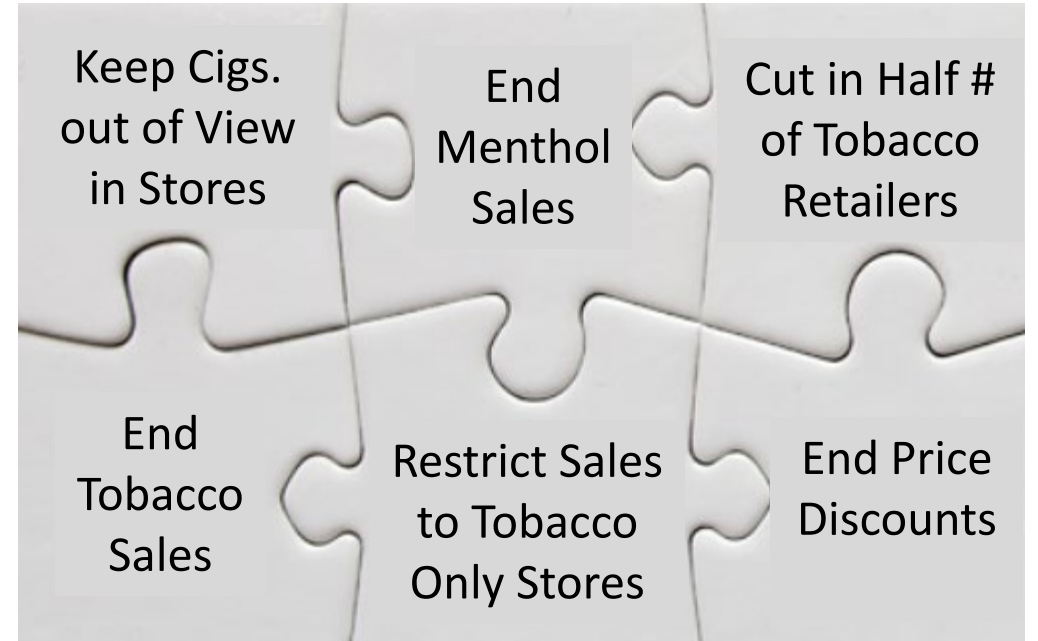 Keep Cigs.
out of View
in Stores
End
Menthol
Sales
Cut in Half #
of Tobacco
Retailers
End
Tobacco
Sales
Restrict Sales
to Tobacco
Only Stores
End Price
Discounts